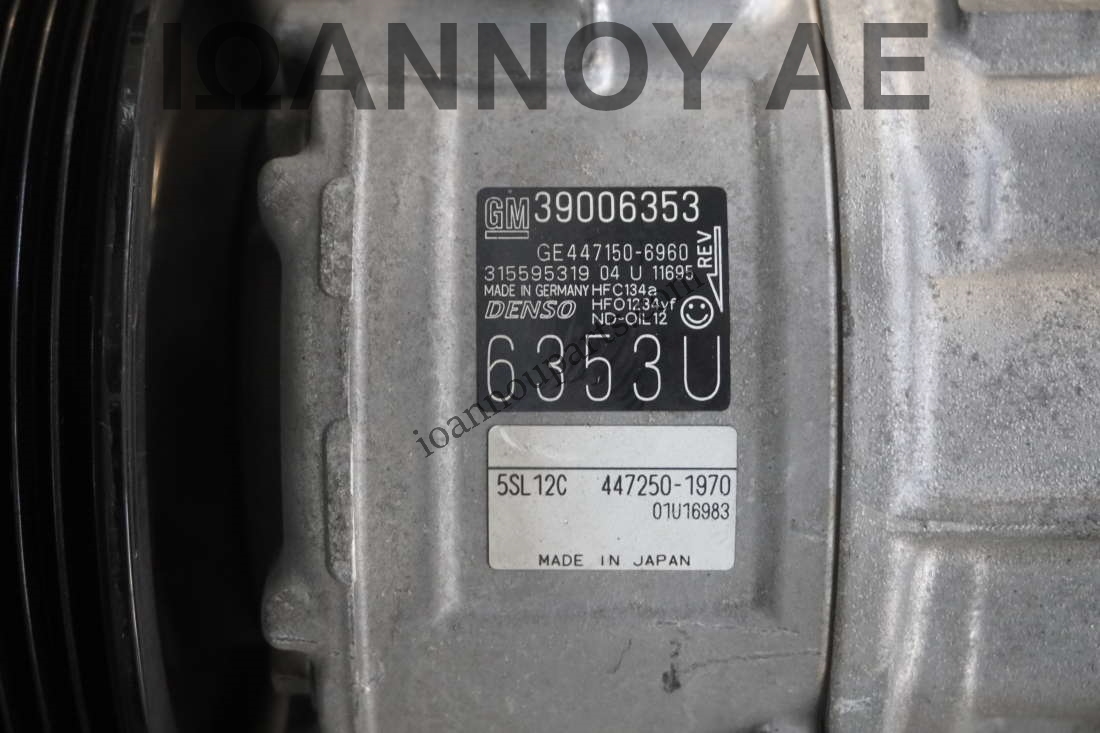 ΙΩΑΝΝΟΥ ΑΕ
GM 39006353
GE447150-6960
REV
315595319 04 U 11695
MADE IN GERMANY HFC134a
DENSO HFO1234yf
ND-OIL12
6353U
ioannouparts.com
5SL12C 447250-1970
01U16983
MADE IN JAPAN